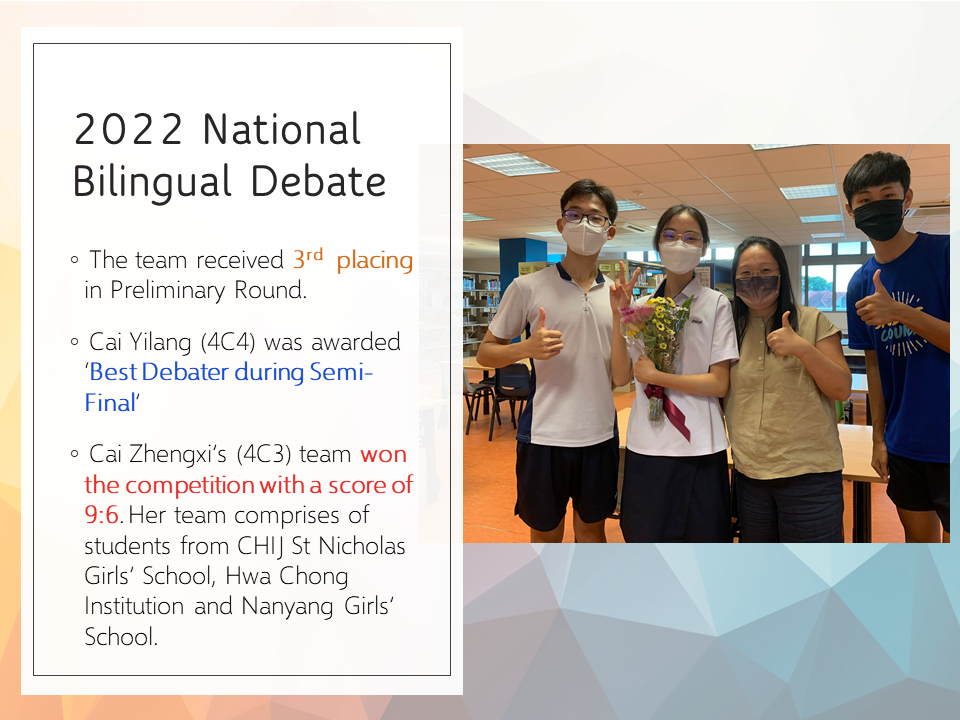 2022 National
Bilingual Debate
◦ The team received 3rd placing
in Preliminary Round.
◦ Cai Yilang (4C4) was awarded
‘Best Debater during Semi-
Final’
◦ Cai Zhengxi’s (4C3) team won
the competition with a score of
9:6. Her team comprises of
students from CHIJ St Nicholas
Girls’ School, Hwa Chong
Institution and Nanyang Girls’
School.